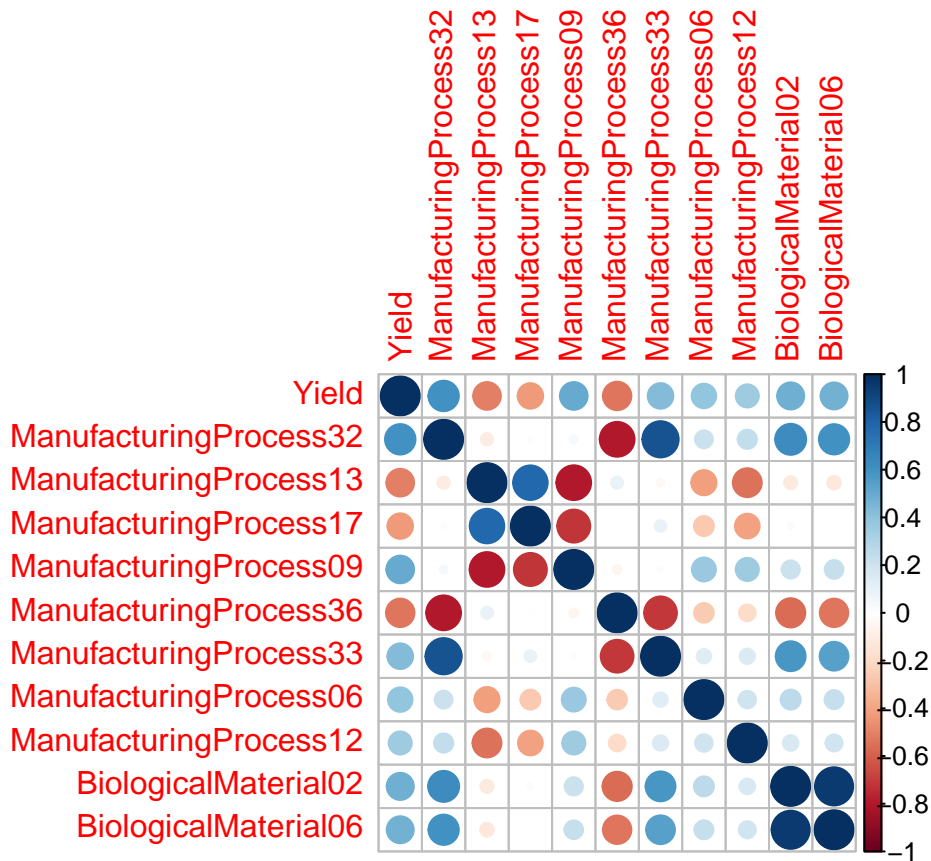 Yield
ManufacturingProcess32
ManufacturingProcess13
ManufacturingProcess17
ManufacturingProcess09
ManufacturingProcess36
ManufacturingProcess33
ManufacturingProcess06
ManufacturingProcess12
BiologicalMaterial02
BiologicalMaterial06
Yield
ManufacturingProcess32
ManufacturingProcess13
ManufacturingProcess17
ManufacturingProcess09
ManufacturingProcess36
ManufacturingProcess33
ManufacturingProcess06
ManufacturingProcess12
BiologicalMaterial02
BiologicalMaterial06
1
0.8
0.6
0.4
0.2
0
−0.2
−0.4
−0.6
−0.8
−1